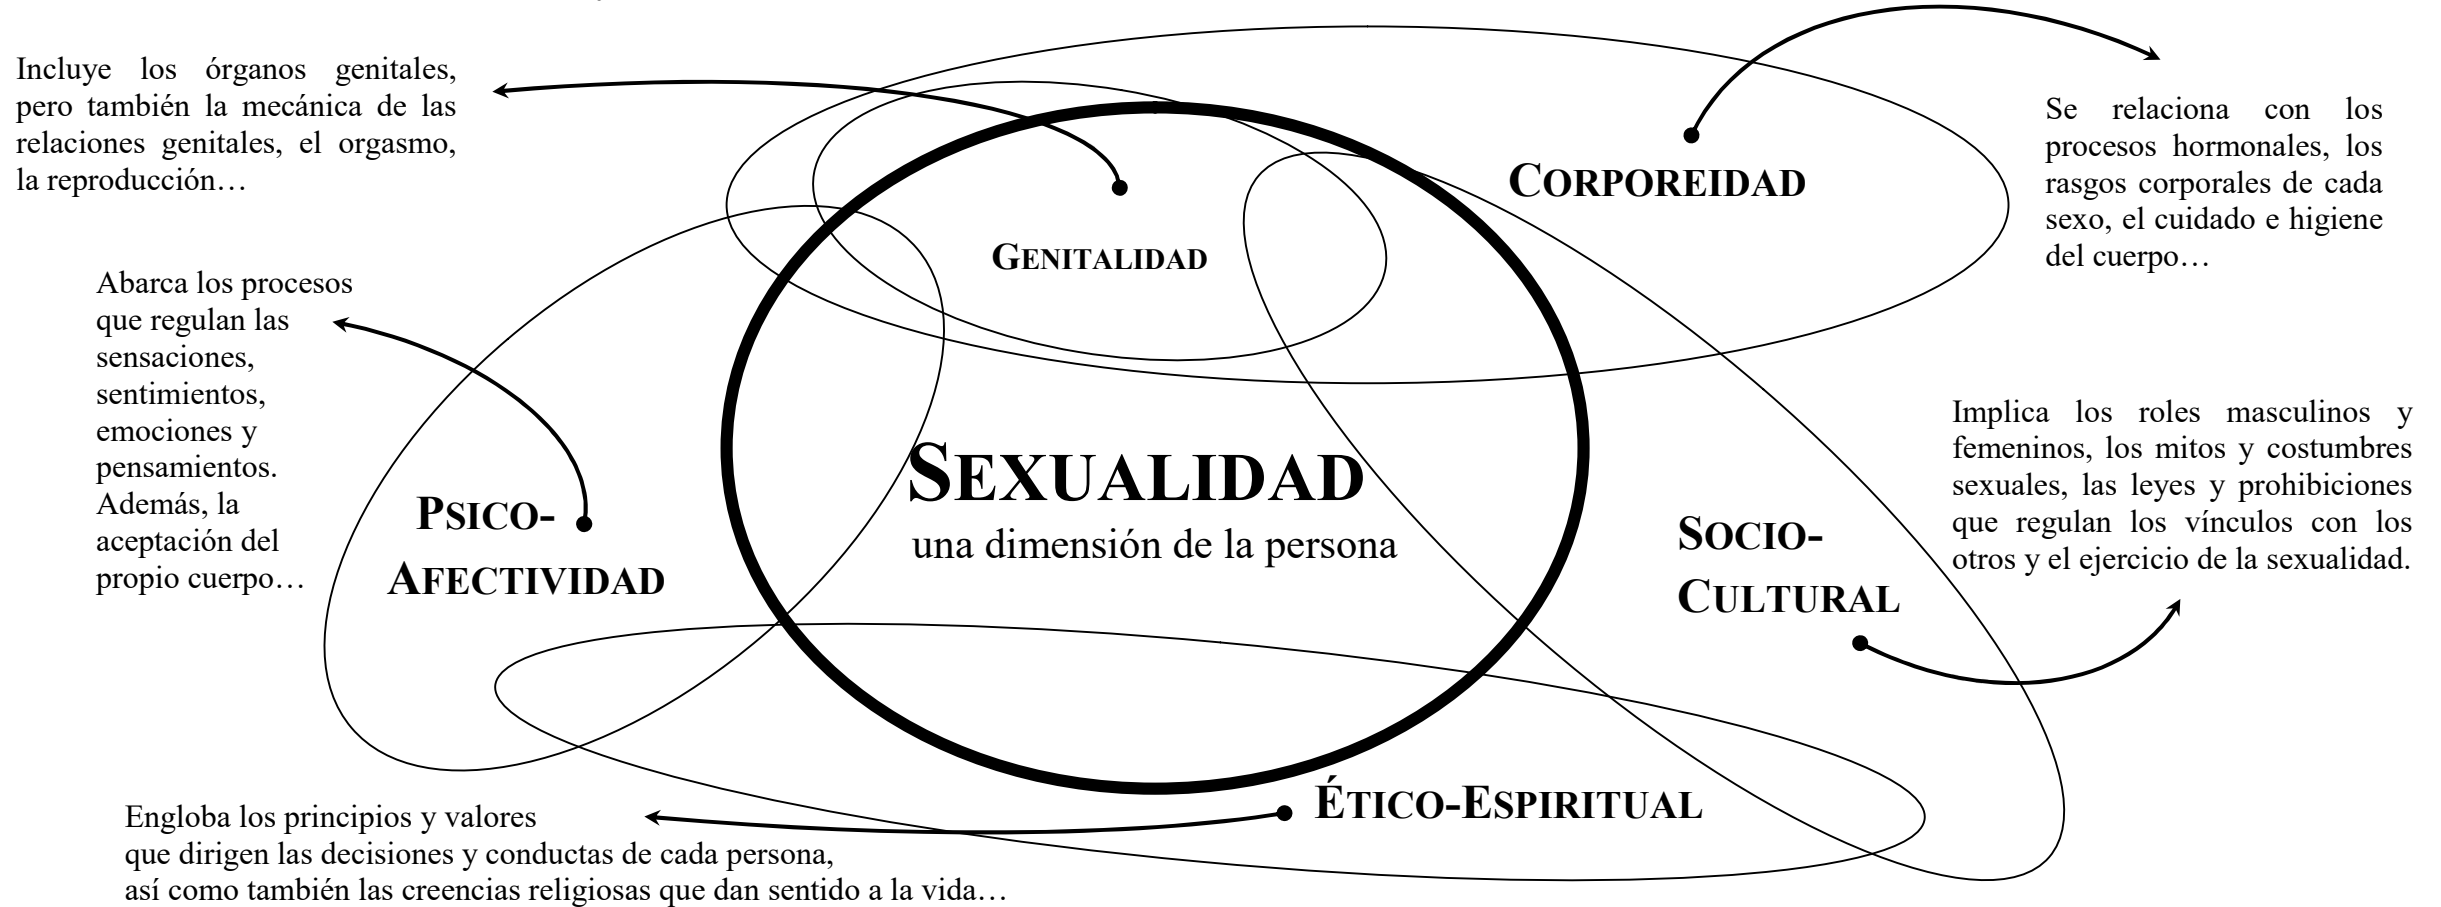 Incluye los órganos genitales,
pero también la mecánica de las
relaciones genitales, el orgasmo,
la reproducción…
Se relaciona con los
procesos hormonales, los
rasgos corporales de cada
sexo, el cuidado e higiene
del cuerpo…
CORPOREIDAD
GENITALIDAD
Abarca los procesos
que regulan las
sensaciones,
sentimientos,
emociones y
pensamientos.
Además, la
aceptación del
propio cuerpo…
PSICO-
AFECTIVIDAD
SEXUALIDAD
una dimensión de la persona
Implica los roles masculinos y
femeninos, los mitos y costumbres
sexuales, las leyes y prohibiciones
que regulan los vínculos con los
otros y el ejercicio de la sexualidad.
SOCIO-
CULTURAL
ÉTICO-ESPIRITUAL
Engloba los principios y valores
que dirigen las decisiones y conductas de cada persona,
así como también las creencias religiosas que dan sentido a la vida…